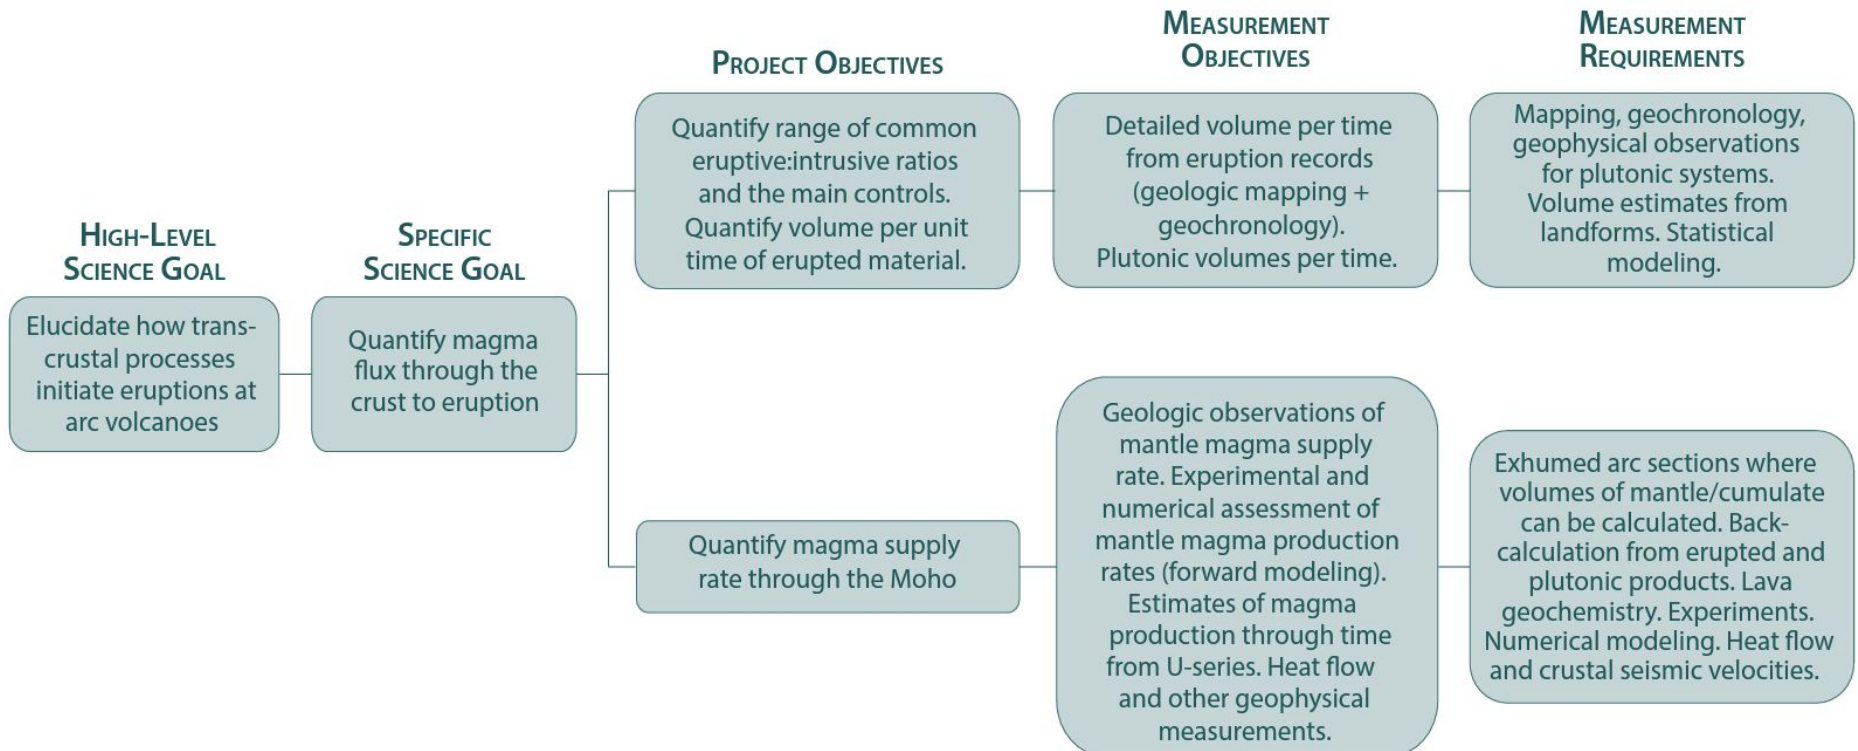 HIGH-LEVEL
SCIENCE GOAL
Elucidate how trans-
crustal processes
initiate eruptions at
arc volcanoes
SPECIFIC
SCIENCE GOAL
Quantify magma
flux through the
crust to eruption
PROJECT OBJECTIVES
Quantify range of common
eruptive:intrusive ratios
and the main controls.
Quantify volume per unit
time of erupted material.
Quantify magma supply
rate through the Moho
MEASUREMENT
OBJECTIVES
Detailed volume per time
from eruption records
(geologic mapping +
geochronology).
Plutonic volumes per time.
Geologic observations of
mantle magma supply
rate. Experimental and
numerical assessment of
mantle magma production
rates (forward modeling).
Estimates of magma
production through time
from U-series. Heat flow
and other geophysical
measurements.
MEASUREMENT
REQUIREMENTS
Mapping, geochronology,
geophysical observations
for plutonic systems.
Volume estimates from
landforms. Statistical
modeling.
Exhumed arc sections where
volumes of mantle/cumulate
can be calculated. Back-
calculation from erupted and
plutonic products. Lava
geochemistry. Experiments.
Numerical modeling. Heat flow
and crustal seismic velocities.